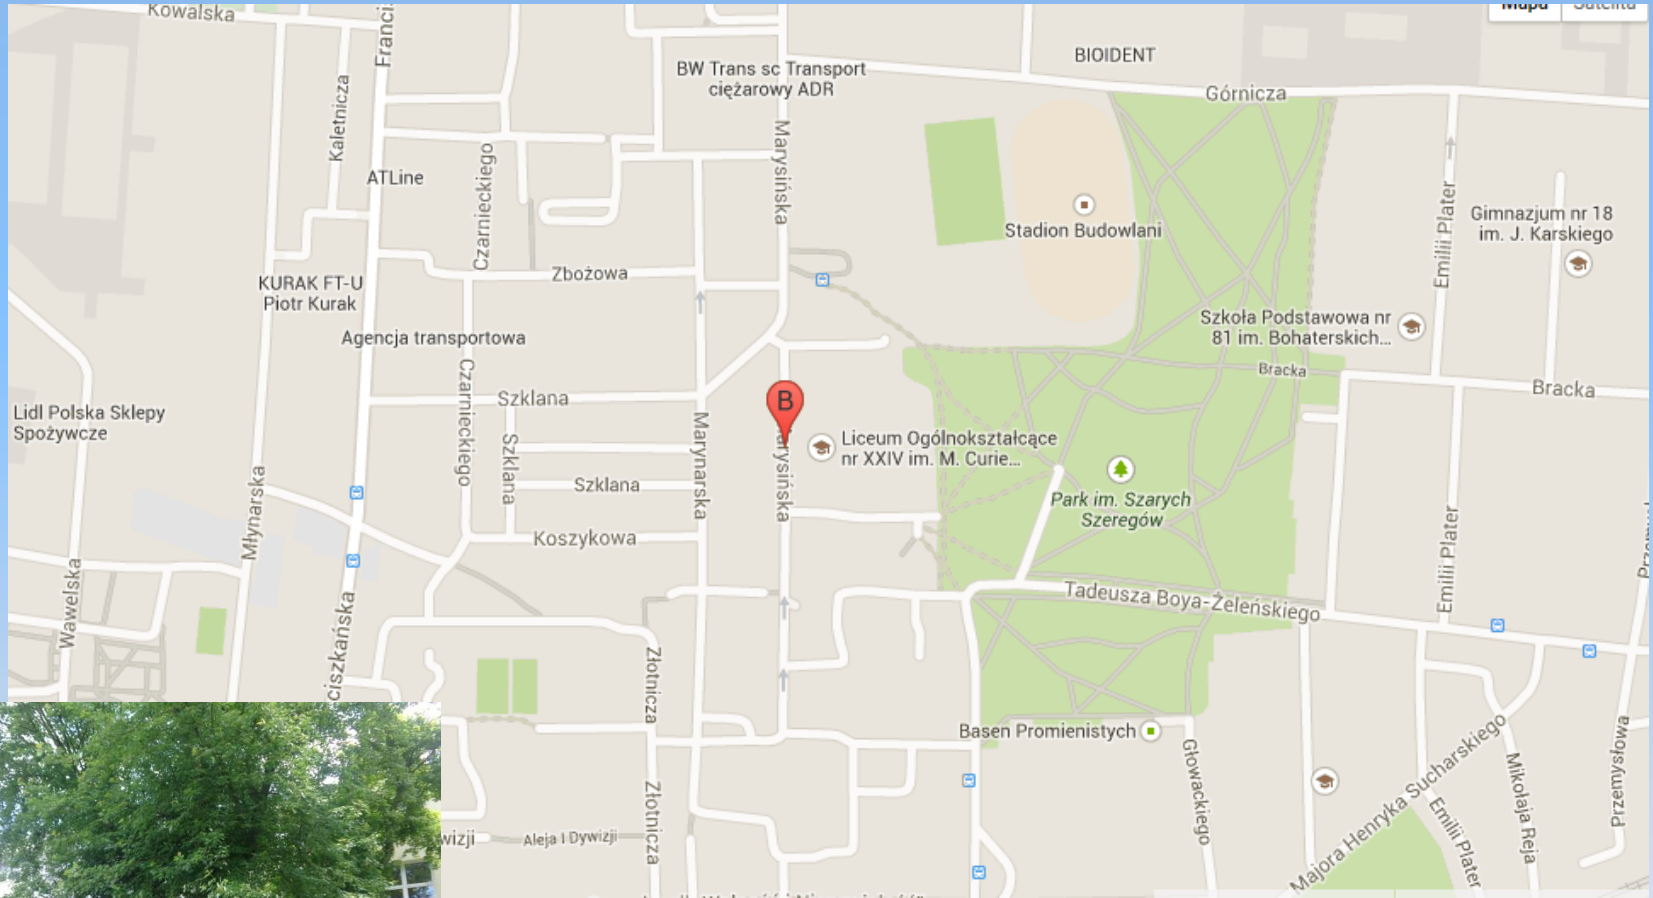 Kowalska
Mapa
Satelita
BIOIDENT
BW Trans sc Transport
ciężarowy ADR
Górnicza
Kaletnicza
Marysińska
Czarnieckiego
ATLine
Emilii Plater
Gimnazjum nr 18
im. J. Karskiego
Stadion Budowlani
Zbożowa
KURAK FT-U
Piotr Kurak
Szkoła Podstawowa nr
81 im. Bohaterskich...
Agencja transportowa
Bracka
Bracka
Czarnieckiego
Szklana
B
Lidl Polska Sklepy
Spożywcze
Marynarska
Liceum Ogólnokształcące
nr XXIV im. M. Curie...
Szklana
Młynarska
Szklana
Park im. Szarych
Szeregów
Koszykowa
Emilii Plater
Wawelska
Tadeusza Boya-Żeleńskiego
Złotnicza
Basen Promienistych
Głowackiego
Majora Henryka Sucharskiego
Mikołaja Reja
Przemysłowa
Złotnicza
wizji
Aleja I Dywizji
Emilii Plater